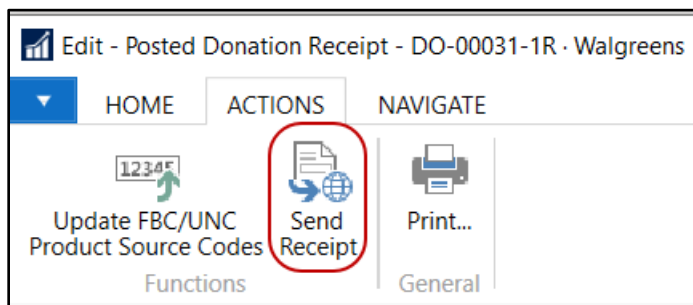 Edit - Posted Donation Receipt - DO-00031-1R · Walgreens
HOME ACTIONS NAVIGATE
12345
Update FBC/UNC Send Print...
Product Source Codes Receipt
Functions General